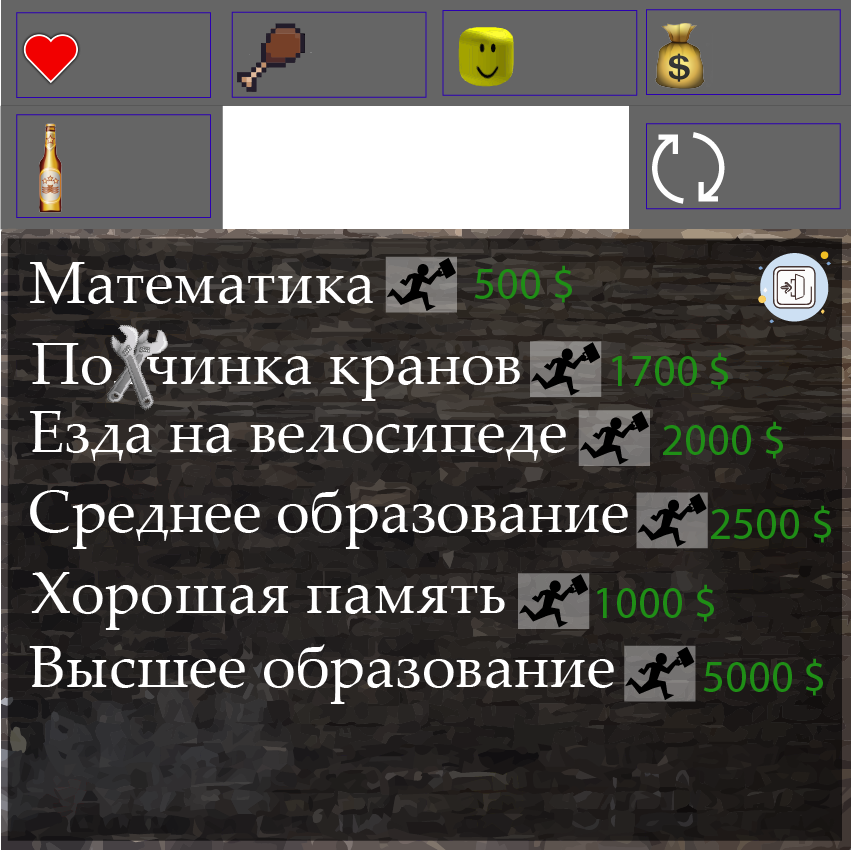 $
Математика 500 $
Починка кранов 1700 $
Езда на велосипеде 2000 $
Среднее образование 2500 $
Хорошая память 1000 $
Высшее образование 5000 $